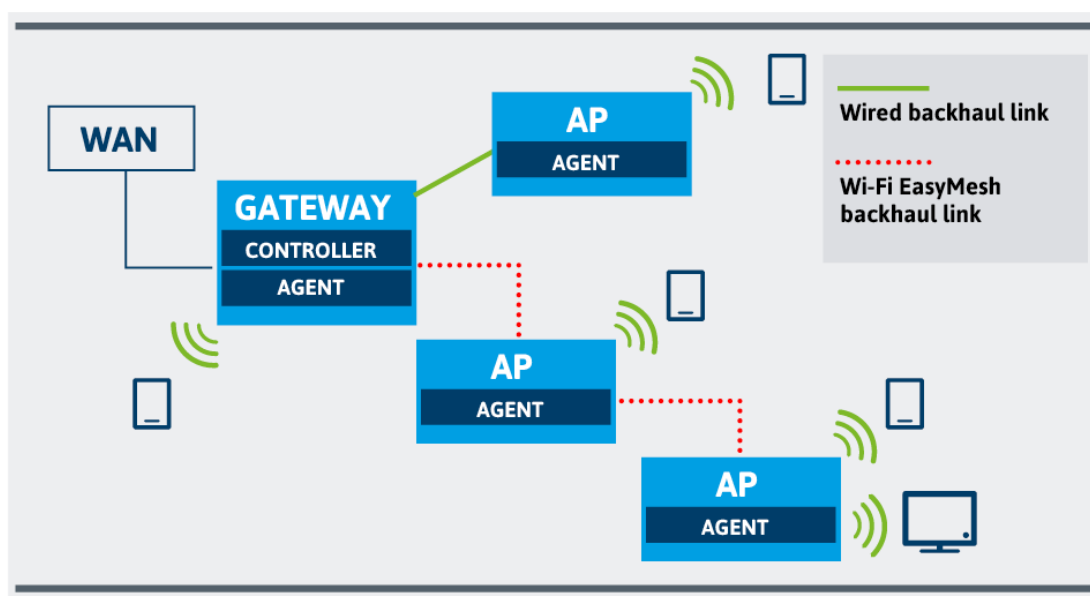 WAN
GATEWAY
CONTROLLER
AGENT
AP
AGENT
AP
AGENT
AP
AGENT
Wired backhaul link
Wi-Fi EasyMesh
backhaul link